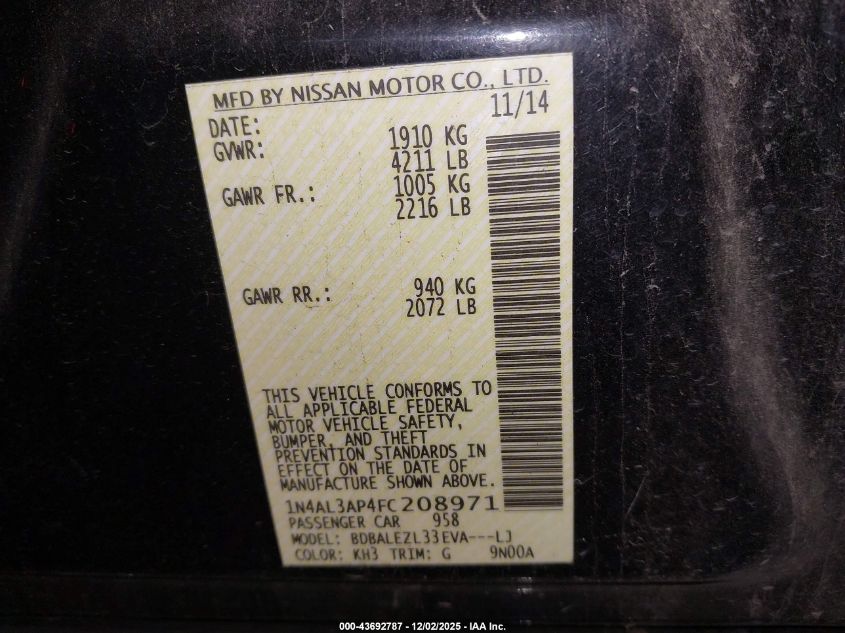 MFD BY NISSAN MOTOR CO., LTD.
DATE: 11/14
GVWR: 1910 KG
4211 LB
GAWR FR.: 1005 KG
2216 LB
GAWR RR.: 940 KG
2072 LB
THIS VEHICLE CONFORMS TO
ALL APPLICABLE FEDERAL
MOTOR VEHICLE SAFETY,
BUMPER, AND THEFT
PREVENTION STANDARDS IN
EFFECT ON THE DATE OF
MANUFACTURE SHOWN ABOVE.
1N4AL3AP4FC208971
PASSENGER CAR 958
MODEL: BDBALEZL33EVA---LJ
COLOR: KH3 TRIM: G 9N00A
000-43692787 - 12/02/2025 - IAA Inc.